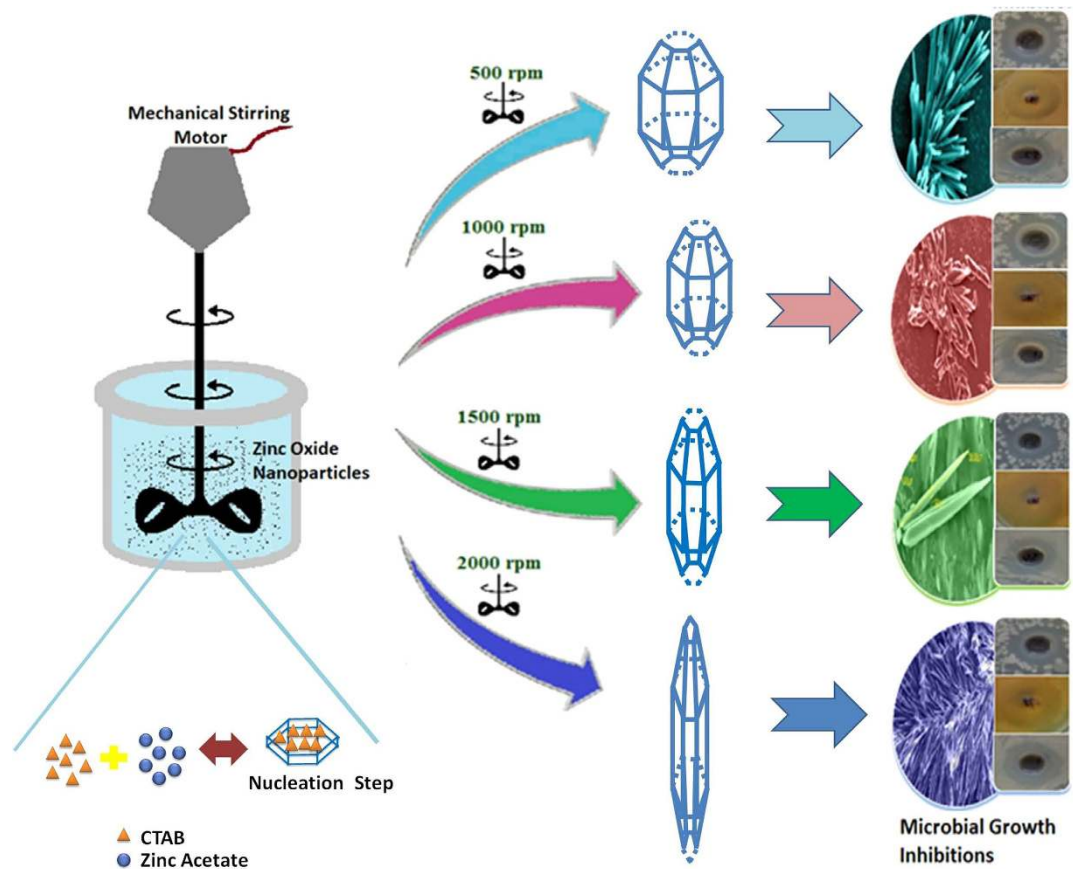 Mechanical Stirring
Motor
Zinc Oxide
Nanoparticles
500 rpm
1000 rpm
1500 rpm
2000 rpm
Nucleation Step
CTAB
Zinc Acetate
Microbial Growth
Inhibitions